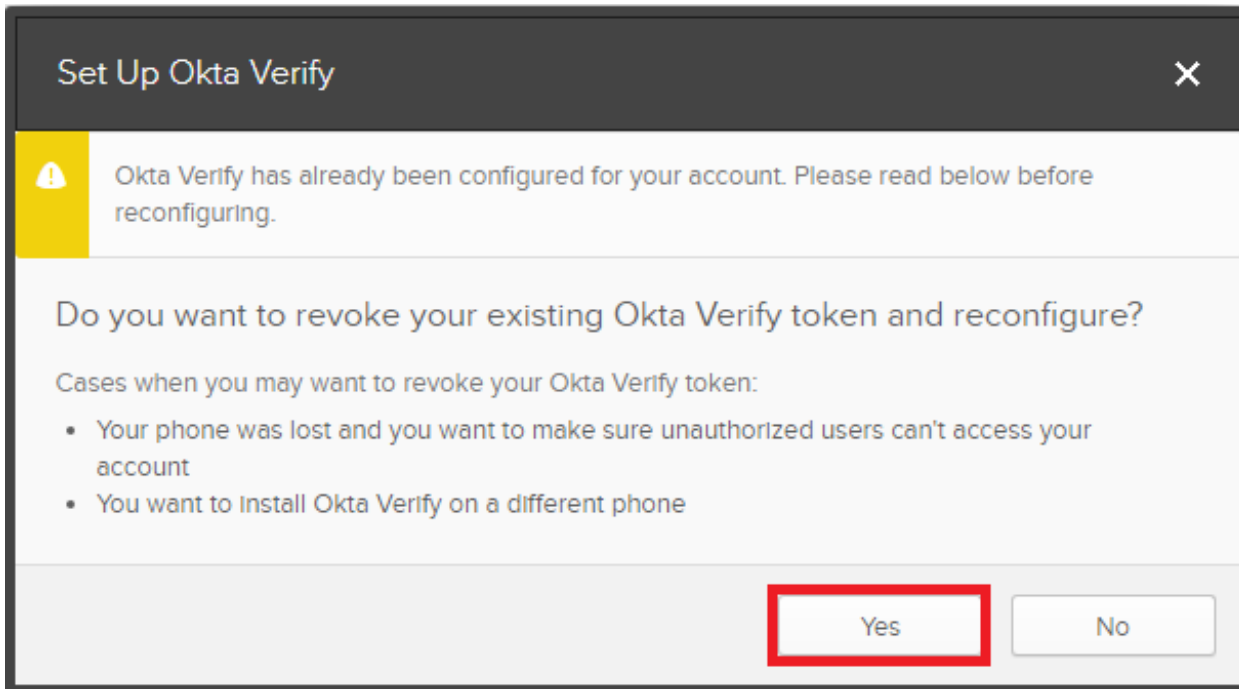 Set Up Okta Verify
Okta Verify has already been configured for your account. Please read below before
reconfiguring.
Do you want to revoke your existing Okta Verify token and reconfigure?
Cases when you may want to revoke your Okta Verify token:
• Your phone was lost and you want to make sure unauthorized users can't access your
account
• You want to install Okta Verify on a different phone
Yes No